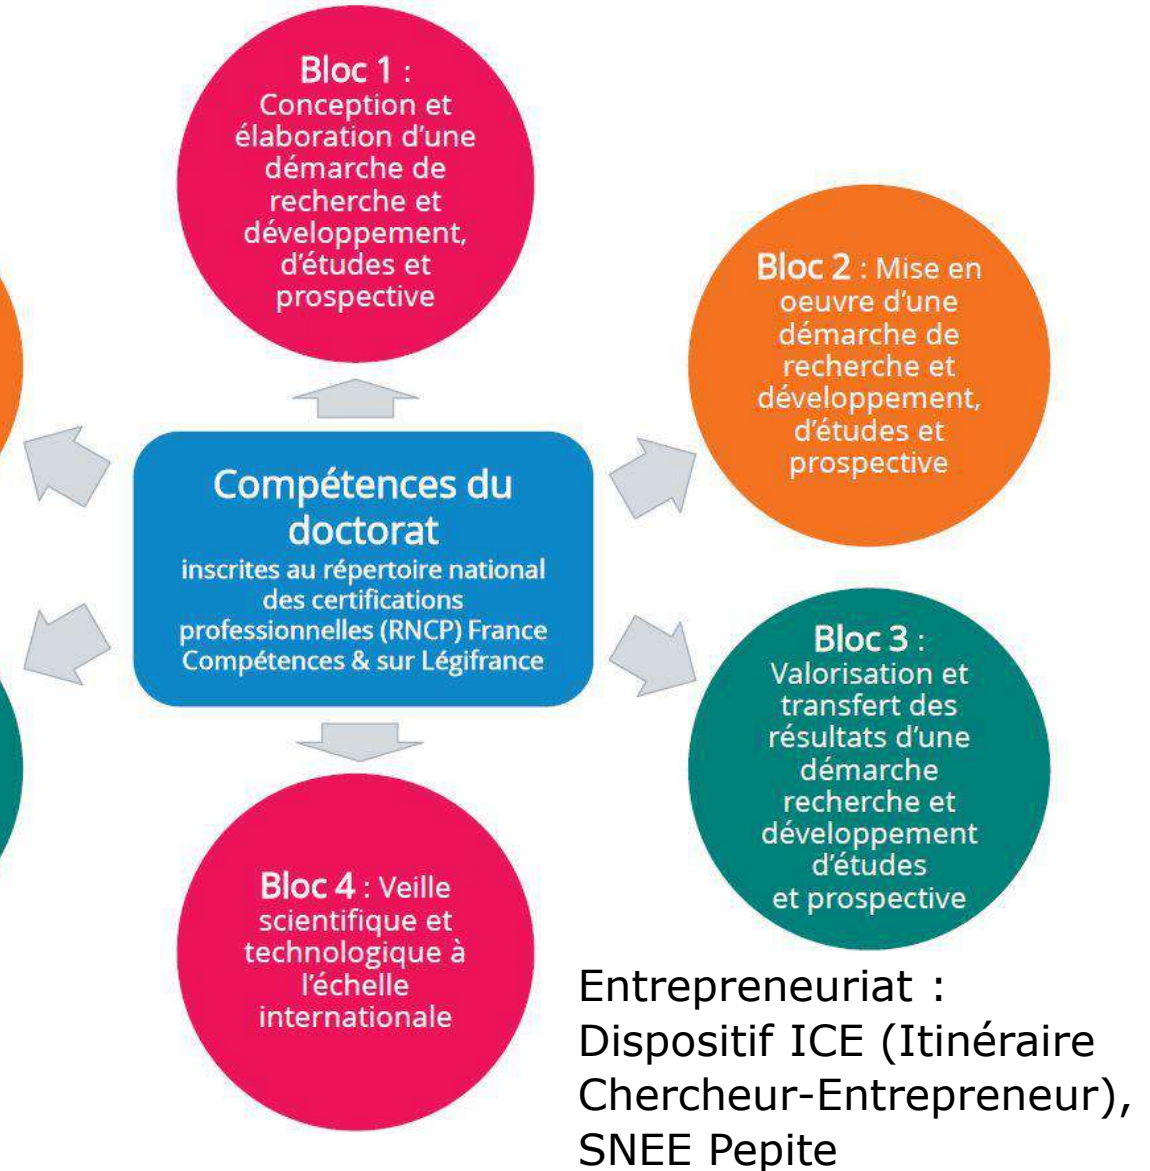 Bloc 1 :
Conception et
élaboration d’une
démarche de
recherche et
développement,
d’études et
prospective
Bloc 2 : Mise en
oeuvre d’une
démarche de
recherche et
développement,
d’études et
prospective
Compétences du
doctorat
inscrites au répertoire national
des certifications
professionnelles (RNCP) France
Compétences & sur Légifrance
Bloc 3 :
Valorisation et
transfert des
résultats d’une
démarche
recherche et
développement
d’études
et prospective
Bloc 4 : Veille
scientifique et
technologique à
l’échelle
internationale
Entrepreneuriat :
Dispositif ICE (Itinéraire
Chercheur-Entrepreneur),
SNEE Pepite